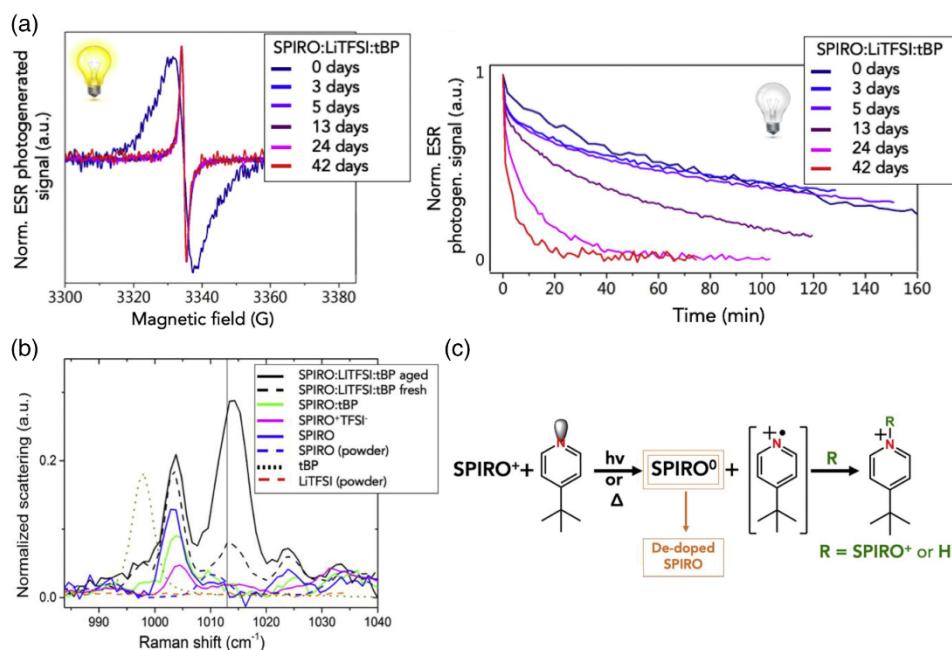 (a)
Norm. ESR photogenerated
signal (a.u.)
SPIRO:LiTFSI:tBP
0 days
3 days
5 days
13 days
24 days
42 days
3300 3320 3340 3360 3380
Magnetic field (G)
Norm. ESR
photogen. signal (a.u.)
1
0
SPIRO:LiTFSI:tBP
0 days
3 days
5 days
13 days
24 days
42 days
0 20 40 60 80 100 120 140 160
Time (min)
(b)
Normalized scattering (a.u.)
0.2
0.0
SPIRO:LITFSI:tBP aged
SPIRO:LITFSI:tBP fresh
SPIRO:tBP
SPIRO⁺TFSI⁻
SPIRO
SPIRO (powder)
tBP
LiTFSI (powder)
990 1000 1010 1020 1030 1040
Raman shift (cm⁻¹)
(c)
SPIRO⁺ + N hν or Δ SPIRO⁰ + +• N R R + N
De-doped
SPIRO
R = SPIRO⁺ or H